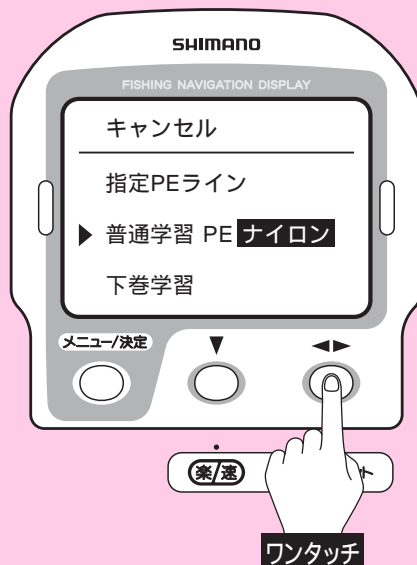 SHIMANO
FISHING NAVIGATION DISPLAY
キャンセル
指定PEライン
▶ 普通学習 PE ナイロン
下巻学習
メニュー/決定 ▼ ◀▶
楽/速
ワンタッチ